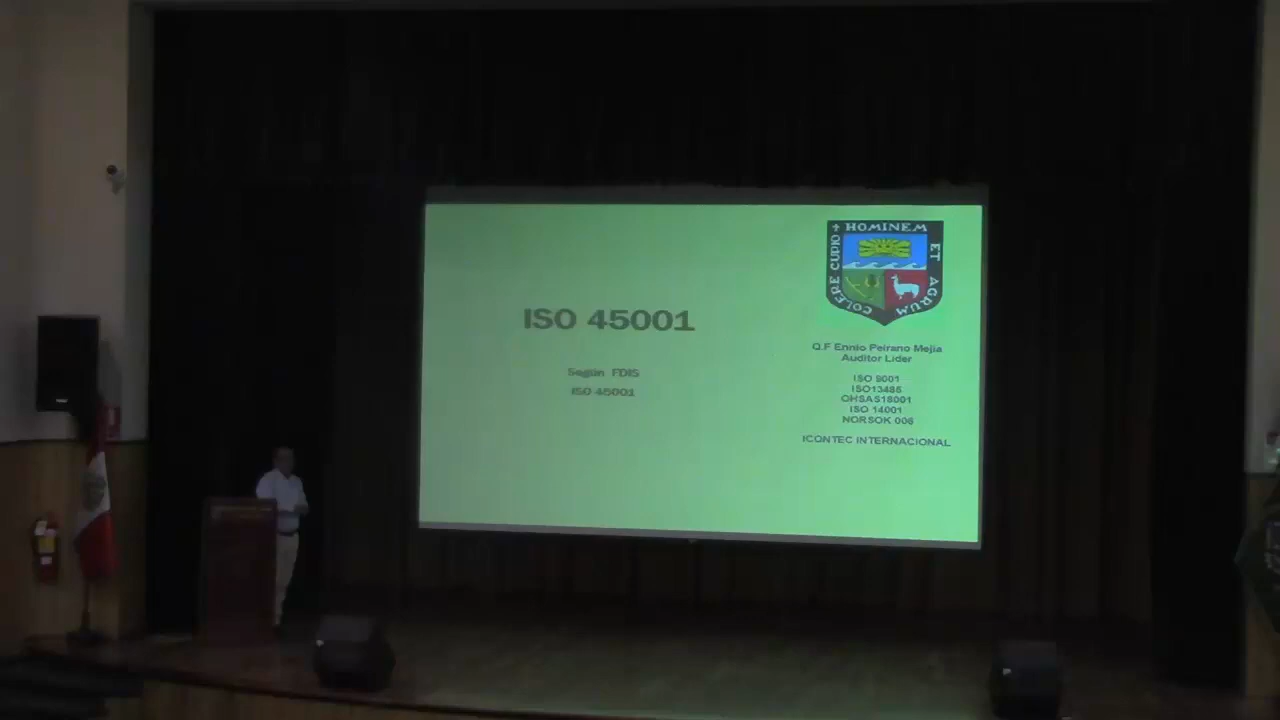 ISO 45001
Según FDIS
ISO 45001
COLERE CUPIO ✝ HOMINEM ET AGRUM
Q.F Ennio Peirano Mejia
Auditor Lider
ISO 9001
ISO13485
OHSAS18001
ISO 14001
NORSOK 006
ICONTEC INTERNACIONAL